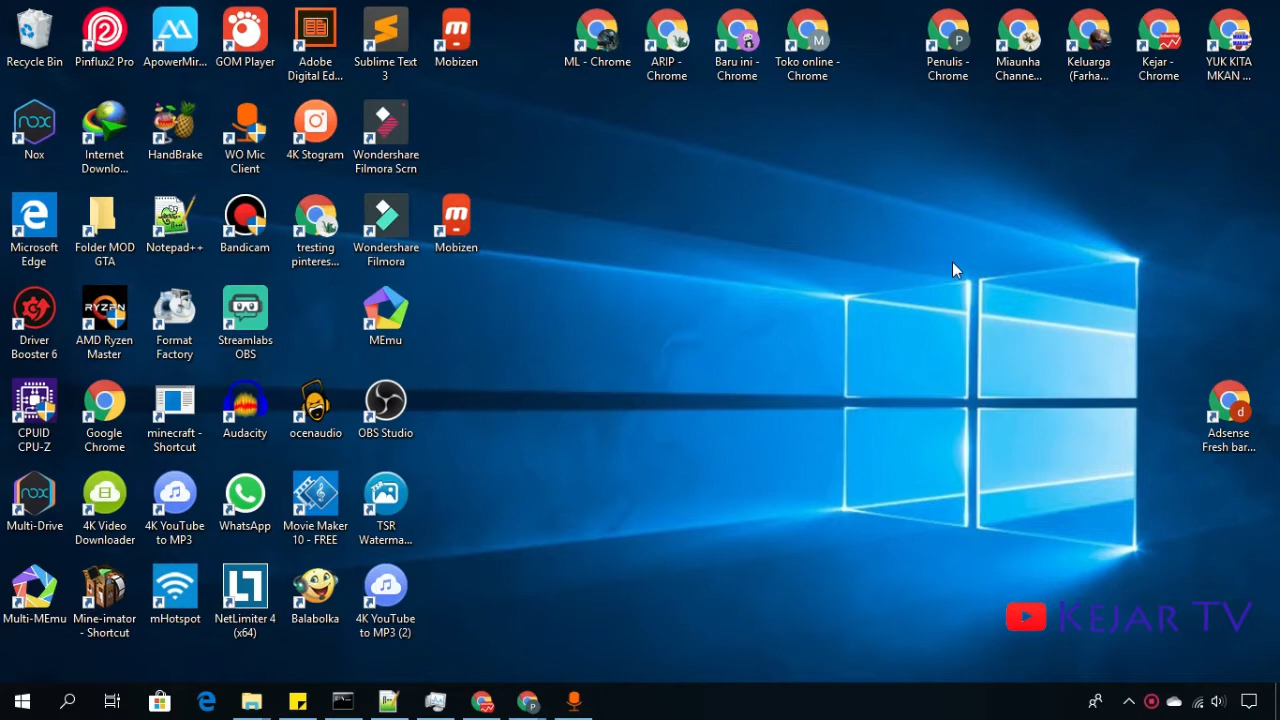 Recycle Bin
Pinflux2 Pro
ApowerMir...
GOM Player
Adobe
Digital Ed...
Sublime Text
3
Mobizen
ML - Chrome
ARIP -
Chrome
Baru ini -
Chrome
M
Toko online -
Chrome
P
Penulis -
Chrome
Miaunha
Channe...
Keluarga
(Farha...
Kejar -
Chrome
YUK KITA
MKAN ...
nox
Nox
Internet
Downlo...
HandBrake
WO Mic
Client
4K Stogram
Wondershare
Filmora Scrn
Microsoft
Edge
Folder MOD
GTA
Notepad++
Bandicam
tresting
pinteres...
Wondershare
Filmora
m
Mobizen
Driver
Booster 6
RYZEN
AMD Ryzen
Master
Format
Factory
Streamlabs
OBS
MEmu
CPUID
CPU-Z
Google
Chrome
minecraft -
Shortcut
Audacity
ocenaudio
OBS Studio
d
Adsense
Fresh bar...
nox
Multi-Drive
4K Video
Downloader
4K YouTube
to MP3
WhatsApp
Movie Maker
10 - FREE
TSR
Waterma...
Multi-MEmu
Mine-imator
- Shortcut
mHotspot
NetLimiter 4
(x64)
Balabolka
4K YouTube
to MP3 (2)
Kejar TV